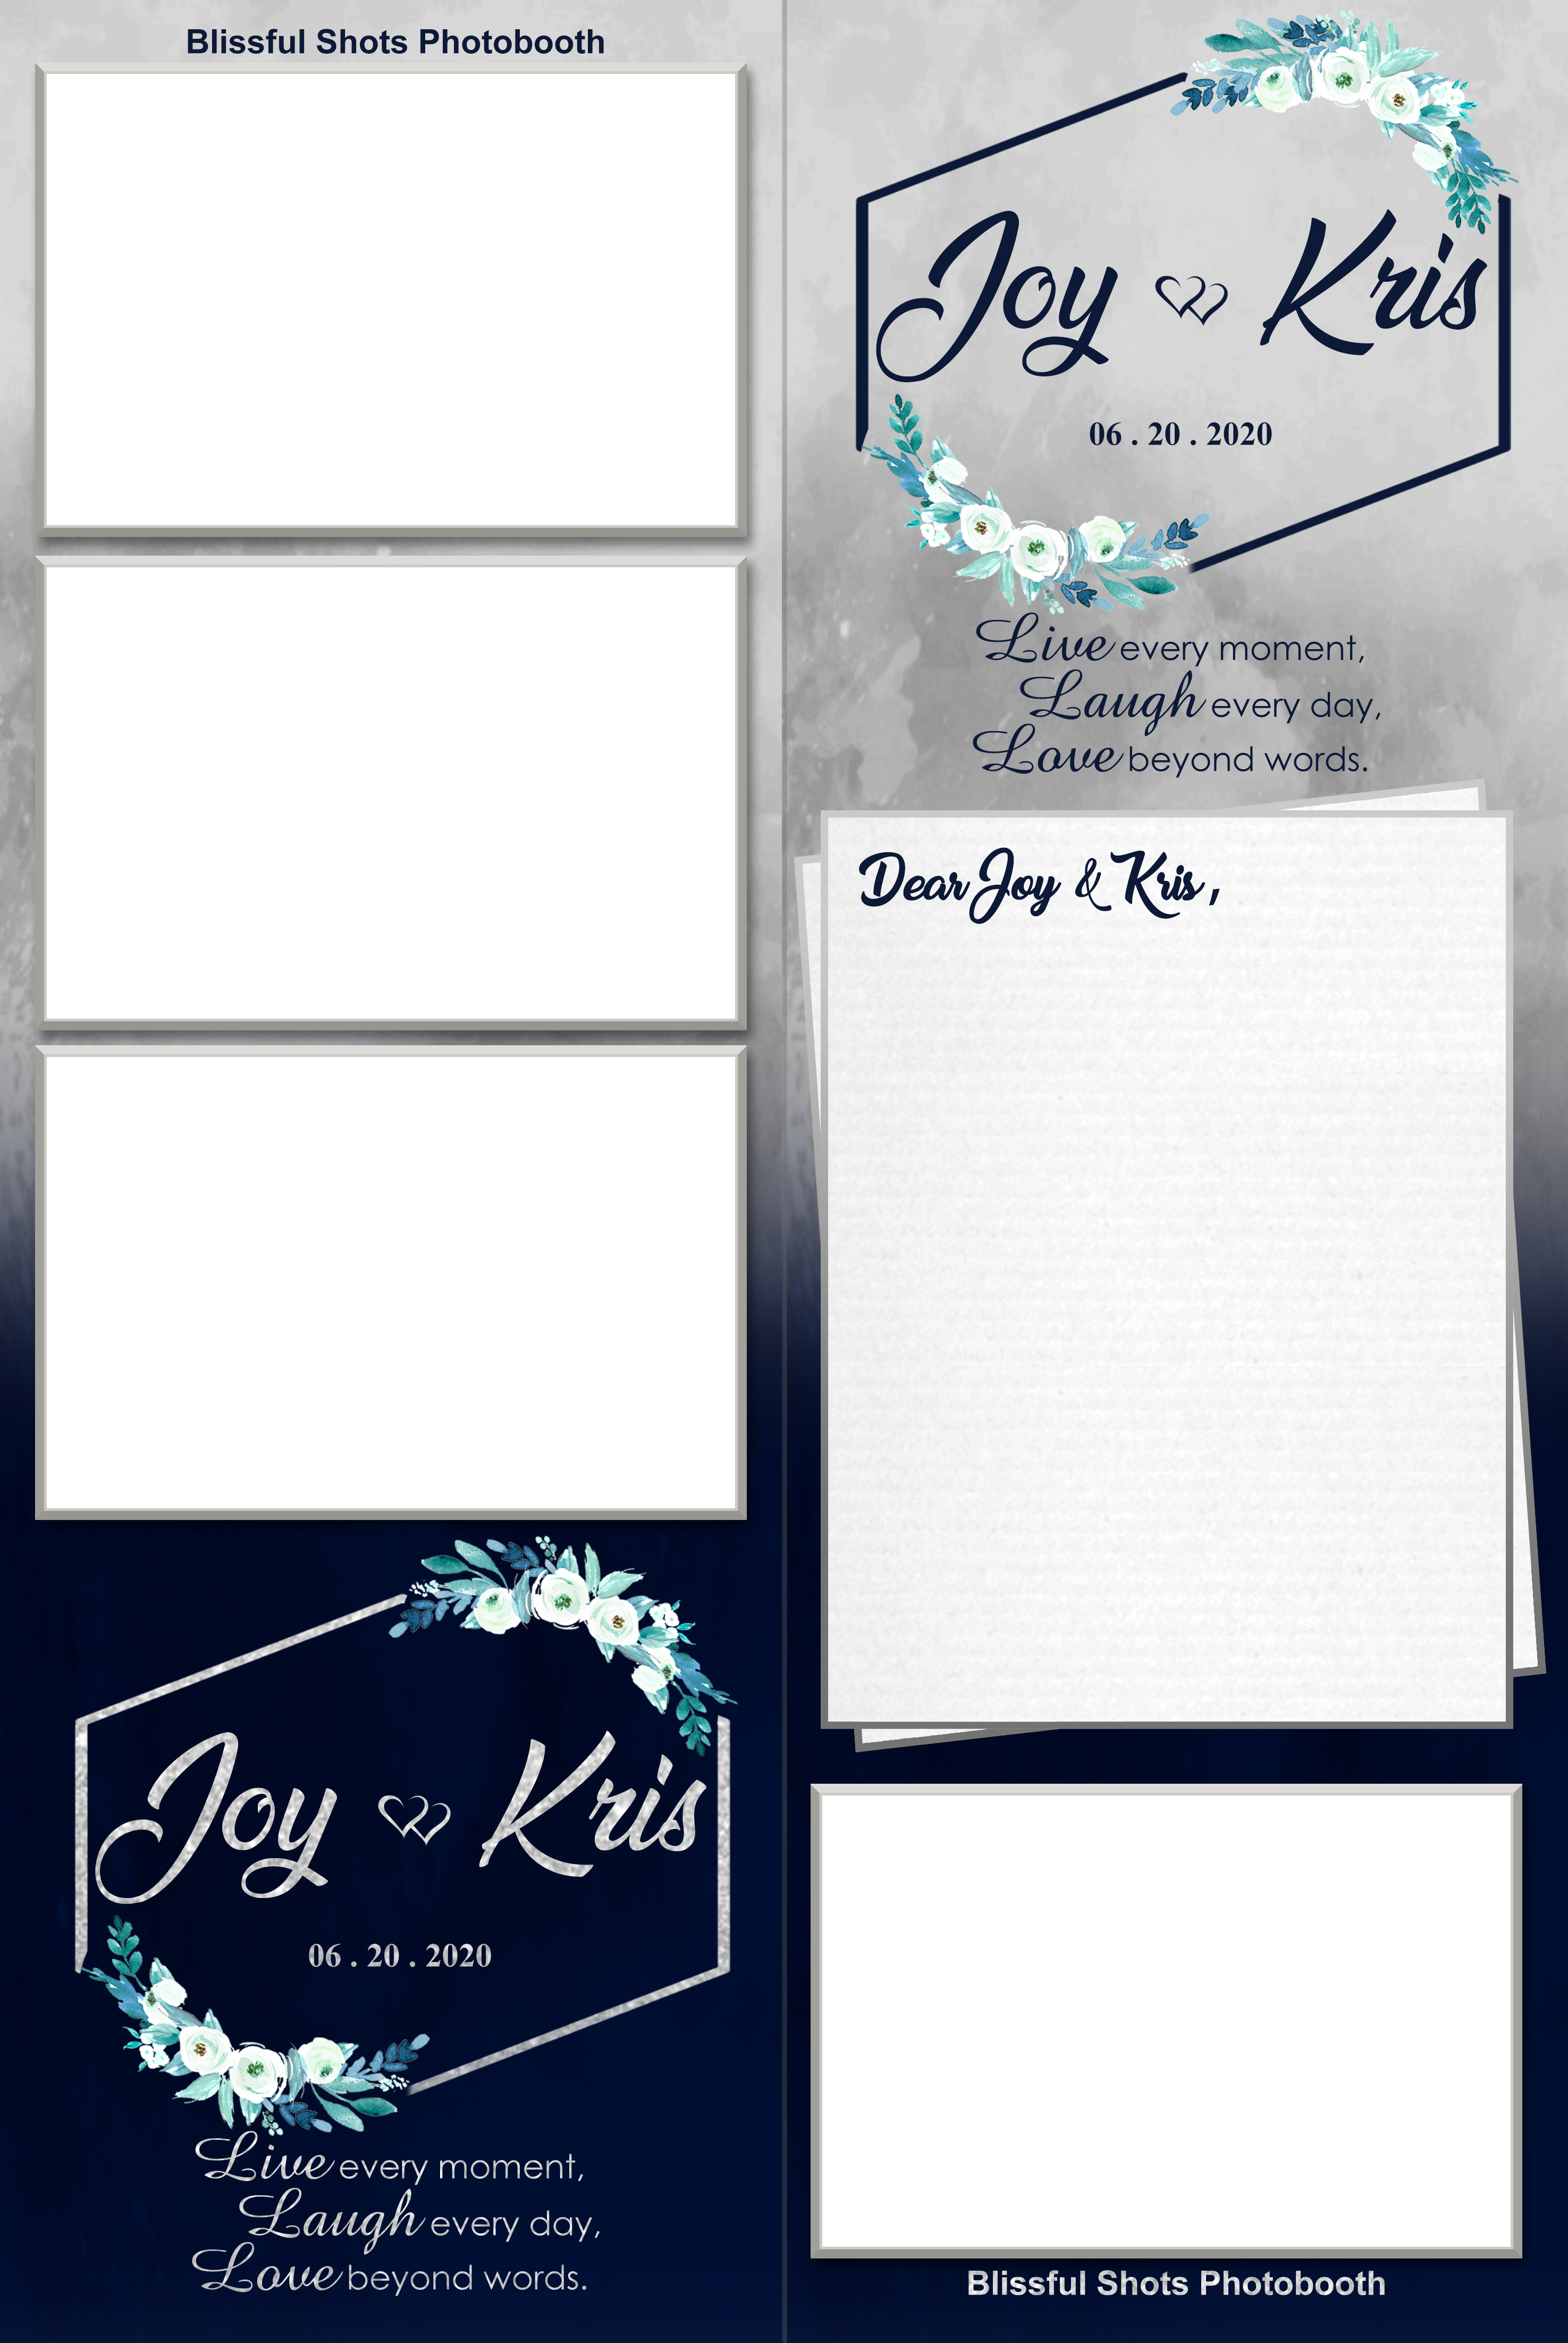 Blissful Shots Photobooth
Joy Kris
06 . 20 . 2020
Live every moment,
Laugh every day,
Love beyond words.
Joy Kris
06 . 20 . 2020
Live every moment,
Laugh every day,
Love beyond words.
Dear Joy & Kris,
Blissful Shots Photobooth